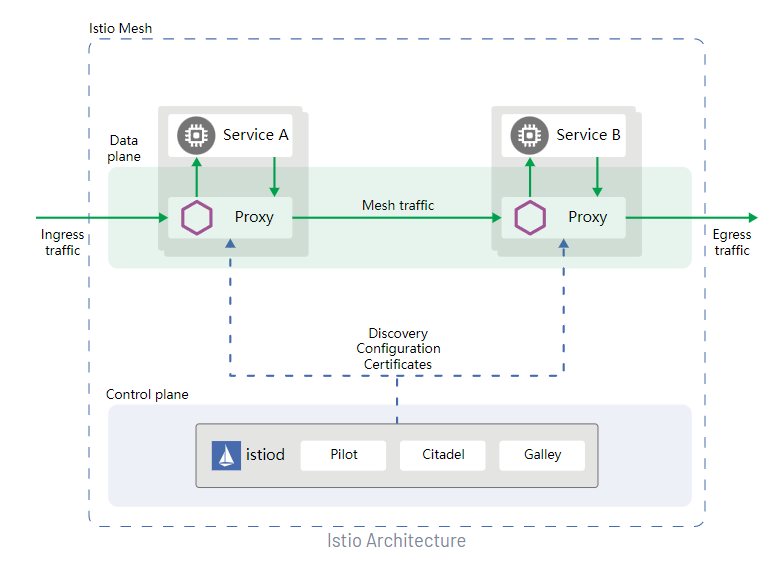 Istio Mesh
Data
plane
Service A
Service B
Proxy
Mesh traffic
Proxy
Ingress
traffic
Egress
traffic
Discovery
Configuration
Certificates
Control plane
istiod
Pilot
Citadel
Galley
Istio Architecture